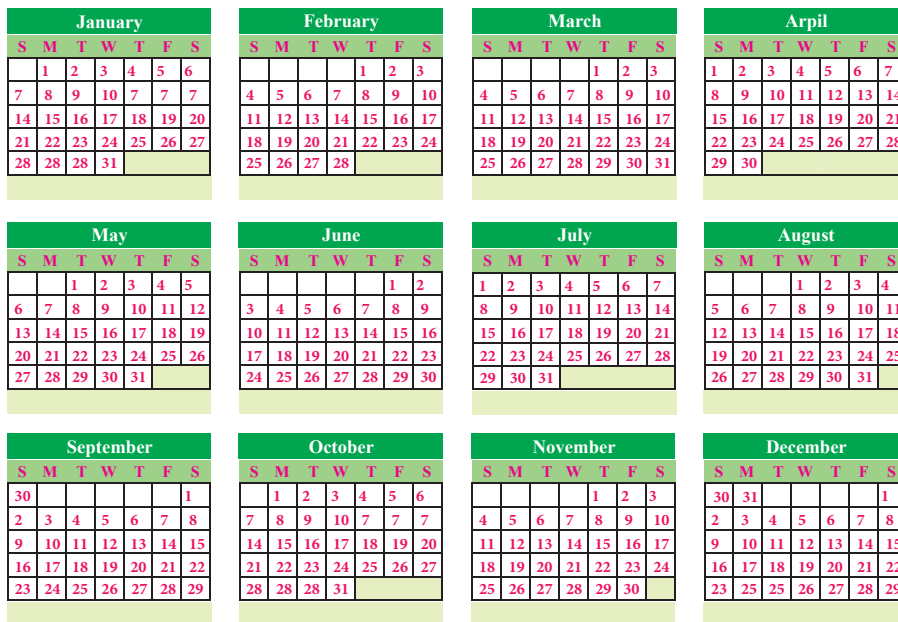 January
S M T W T F S
1 2 3 4 5 6
7 8 9 10 7 7 7
14 15 16 17 18 19 20
21 22 23 24 25 26 27
28 28 28 31
February
S M T W T F S
1 2 3
4 5 6 7 8 9 10
11 12 13 14 15 16 17
18 19 20 21 22 23 24
25 26 27 28
March
S M T W T F S
1 2 3
4 5 6 7 8 9 10
11 12 13 14 15 16 17
18 19 20 21 22 23 24
25 26 27 28 29 30 31
Arpil
S M T W T F S
1 2 3 4 5 6 7
8 9 10 11 12 13 14
15 16 17 18 19 20 21
22 23 24 25 26 27 28
29 30
May
S M T W T F S
1 2 3 4 5
6 7 8 9 10 11 12
13 14 15 16 17 18 19
20 21 22 23 24 25 26
27 28 29 30 31
June
S M T W T F S
1 2
3 4 5 6 7 8 9
10 11 12 13 14 15 16
17 18 19 20 21 22 23
24 25 26 27 28 29 30
July
S M T W T F S
1 2 3 4 5 6 7
8 9 10 11 12 13 14
15 16 17 18 19 20 21
22 23 24 25 26 27 28
29 30 31
August
S M T W T F S
1 2 3 4
5 6 7 8 9 10 11
12 13 14 15 16 17 18
19 20 21 22 23 24 25
26 27 28 29 30 31
September
S M T W T F S
30 1
2 3 4 5 6 7 8
9 10 11 12 13 14 15
16 17 18 19 20 21 22
23 24 25 26 27 28 29
October
S M T W T F S
1 2 3 4 5 6
7 8 9 10 7 7 7
14 15 16 17 18 19 20
21 22 23 24 25 26 27
28 28 28 31
November
S M T W T F S
1 2 3
4 5 6 7 8 9 10
11 12 13 14 15 16 17
18 19 20 21 22 23 24
25 26 27 28 29 30
December
S M T W T F S
30 31 1
2 3 4 5 6 7 8
9 10 11 12 13 14 15
16 17 18 19 20 21 22
23 25 25 26 27 28 29